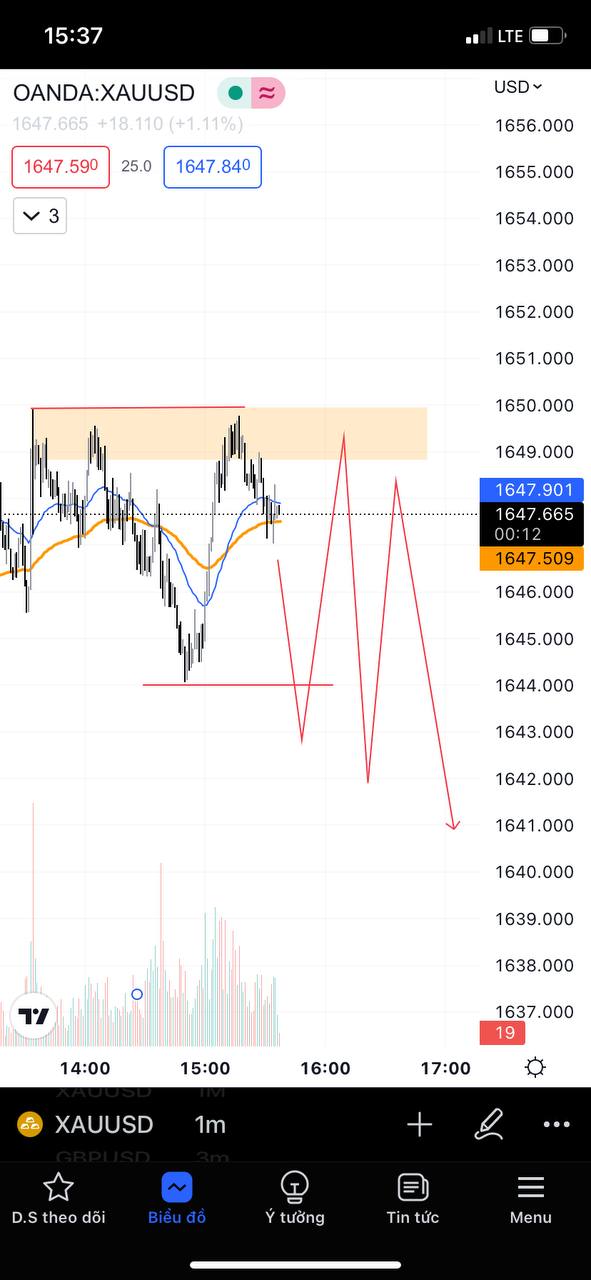 15:37
LTE
OANDA:XAUUSD
USD
1647.665 +18.110 (+1.11%)
1656.000
1647.590 25.0 1647.840
1655.000
3
1654.000
1653.000
1652.000
1651.000
1650.000
1649.000
1647.901
1647.665
00:12
1647.509
1646.000
1645.000
1644.000
1643.000
1642.000
1641.000
1640.000
1639.000
1638.000
1637.000
19
14:00 15:00 16:00 17:00
XAUUSD 1M
XAUUSD 1m
GBPUSD 3m
D.S theo dõi Biểu đồ Ý tưởng Tin tức Menu